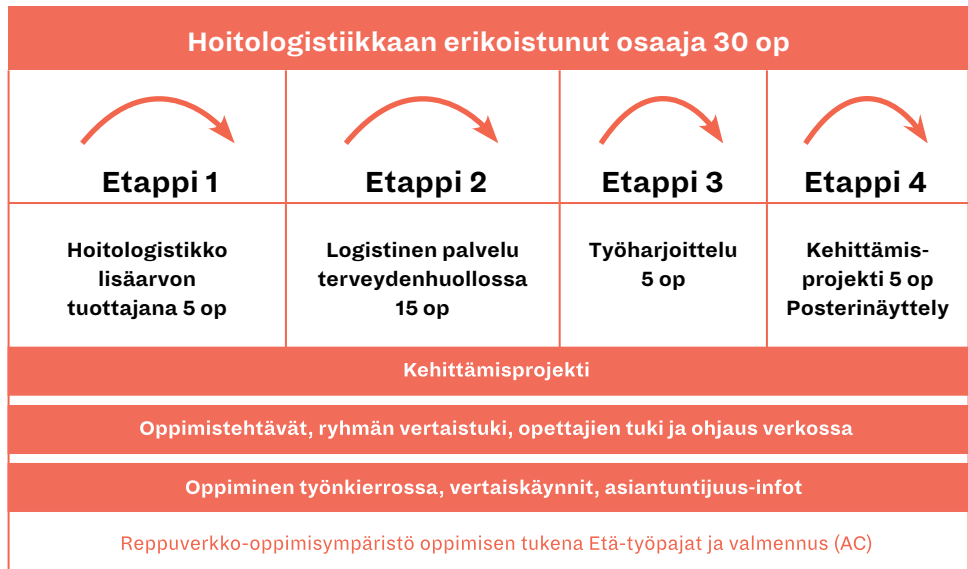 Hoitologistiikkaan erikoistunut osaaja 30 op
Etappi 1
Etappi 2
Etappi 3
Etappi 4
Hoitologistikko
lisäarvon
tuottajana 5 op
Logistinen palvelu
terveydenhuollossa
15 op
Työharjoittelu
5 op
Kehittämis-
projekti 5 op
Posterinäyttely
Kehittämisprojekti
Oppimistehtävät, ryhmän vertaistuki, opettajien tuki ja ohjaus verkossa
Oppiminen työnkierrossa, vertaiskäynnit, asiantuntijuus-infot
Reppuverkko-oppimisympäristö oppimisen tukena Etä-työpajat ja valmennus (AC)